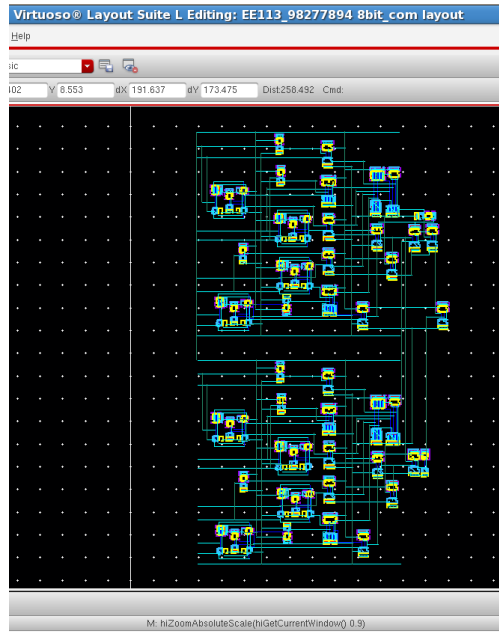 Virtuoso® Layout Suite L Editing: EE113_98277894 8bit_com layout
Help
sic
402 Y 8.553 dX 191.637 dY 173.475 Dist:258.492 Cmd:
M: hiZoomAbsoluteScale(hiGetCurrentWindow() 0.9)